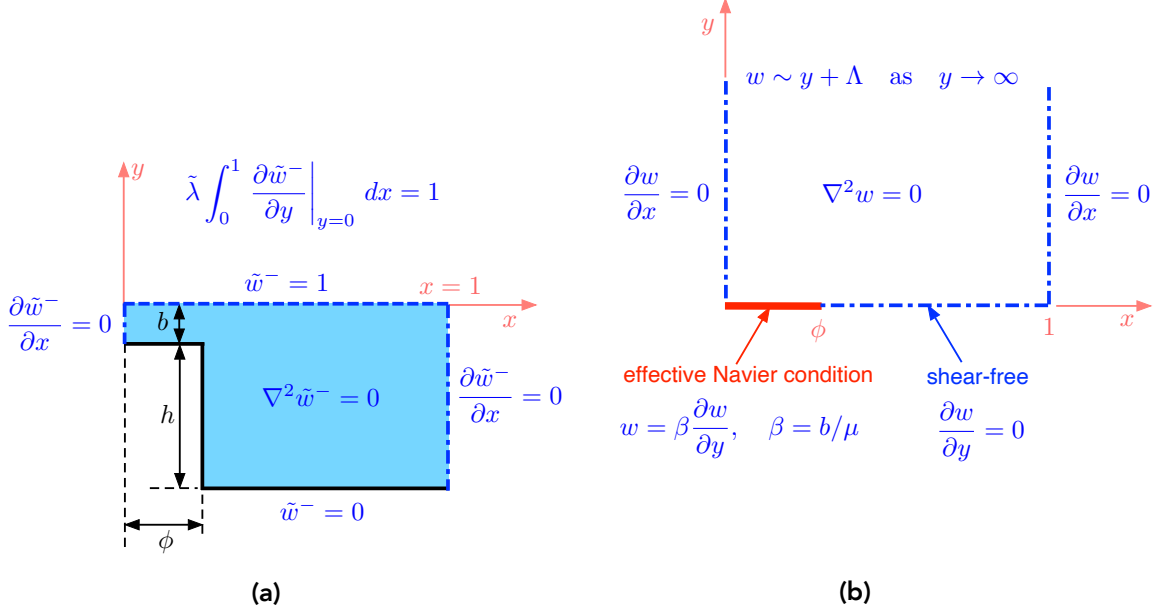 y
λ̃ ∫₀¹ ∂w̃⁻/∂y |_{y=0} dx = 1
w̃⁻ = 1
x = 1
x
∂w̃⁻/∂x = 0
b
h
∇²w̃⁻ = 0
∂w̃⁻/∂x = 0
w̃⁻ = 0
ϕ
(a)
y
w ∼ y + Λ as y → ∞
∂w/∂x = 0
∇²w = 0
∂w/∂x = 0
ϕ
1
x
effective Navier condition
shear-free
w = β ∂w/∂y, β = b/μ
∂w/∂y = 0
(b)